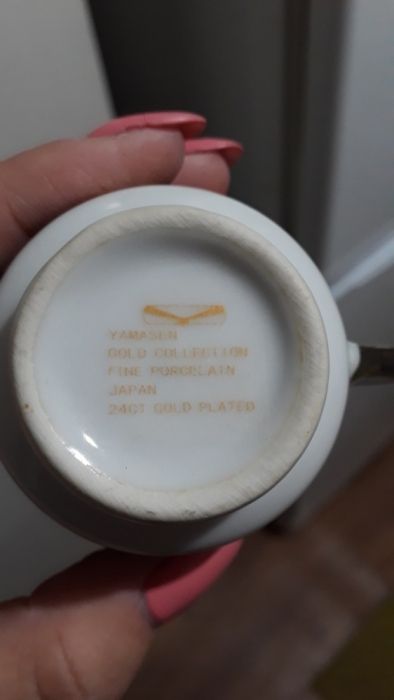 YAMASEN
GOLD COLLECTION
FINE PORCELAIN
JAPAN
24CT GOLD PLATED